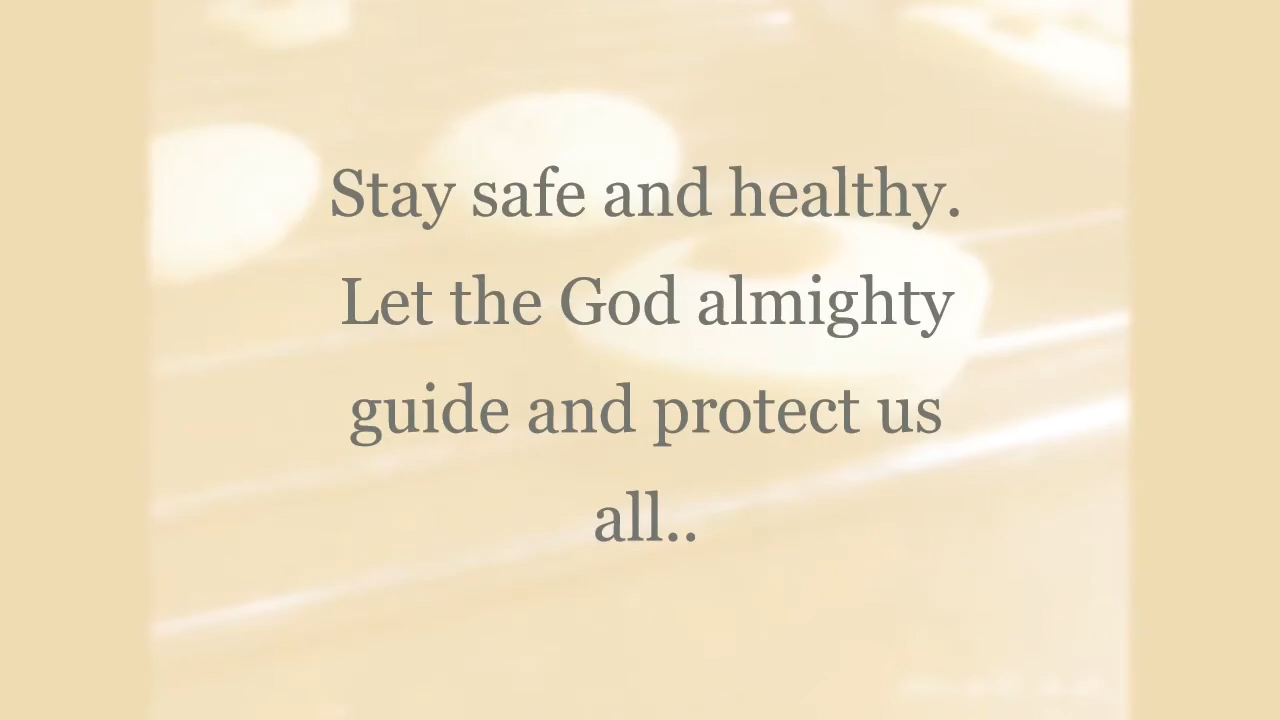 Stay safe and healthy.
Let the God almighty
guide and protect us
all..